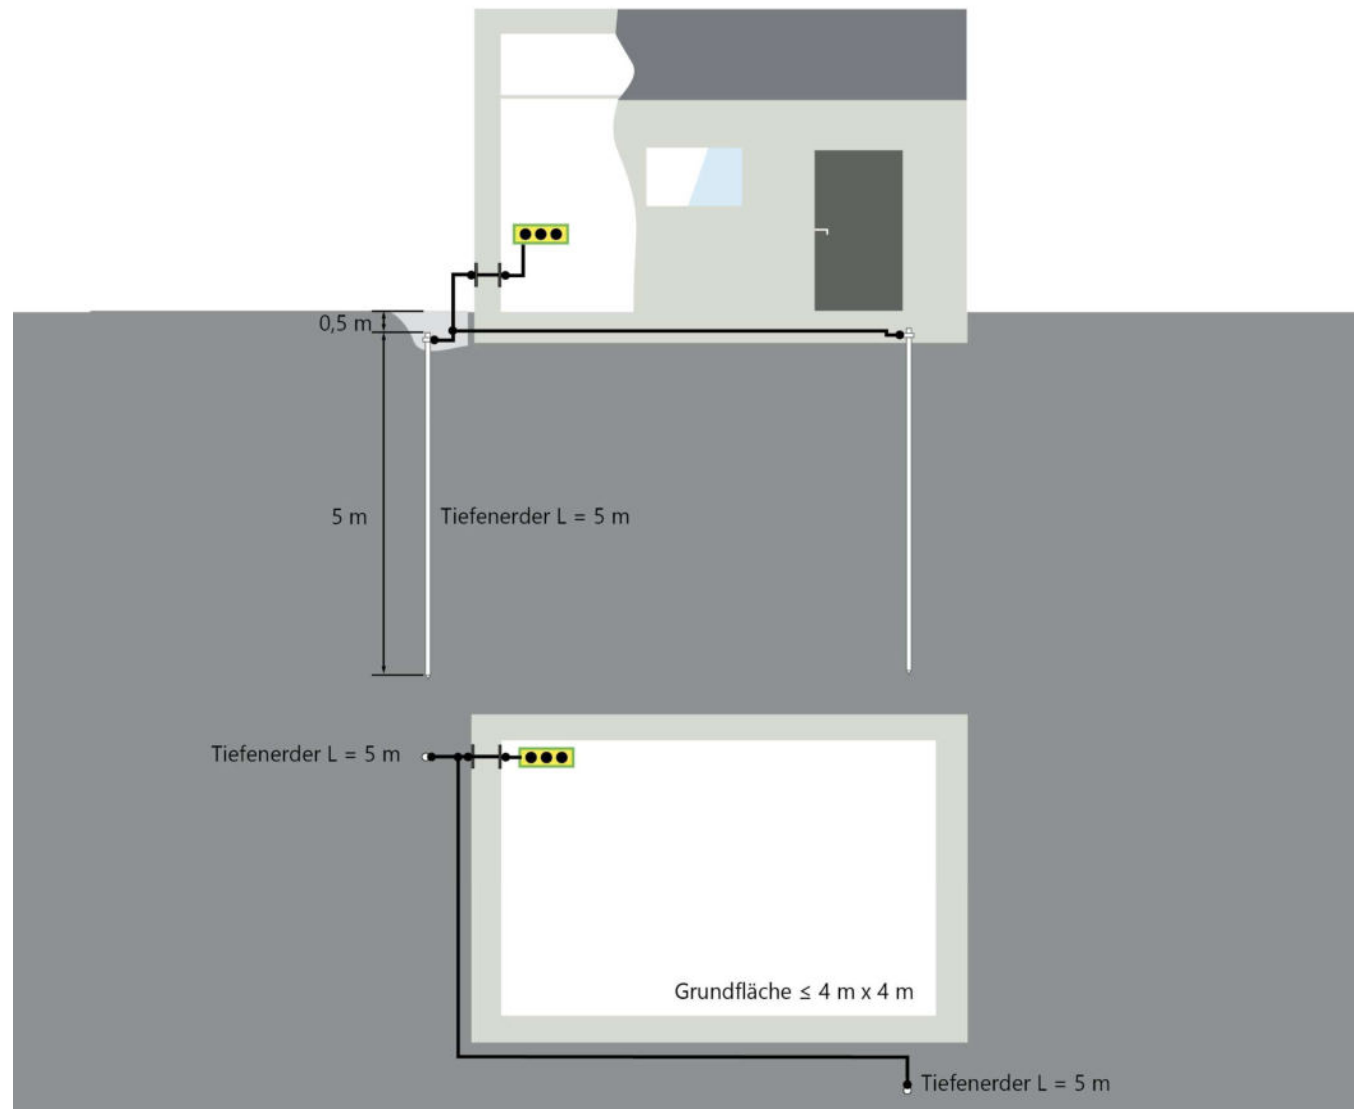 0,5 m
5 m
Tiefenerder L = 5 m
Tiefenerder L = 5 m
Grundfläche ≤ 4 m x 4 m
Tiefenerder L = 5 m